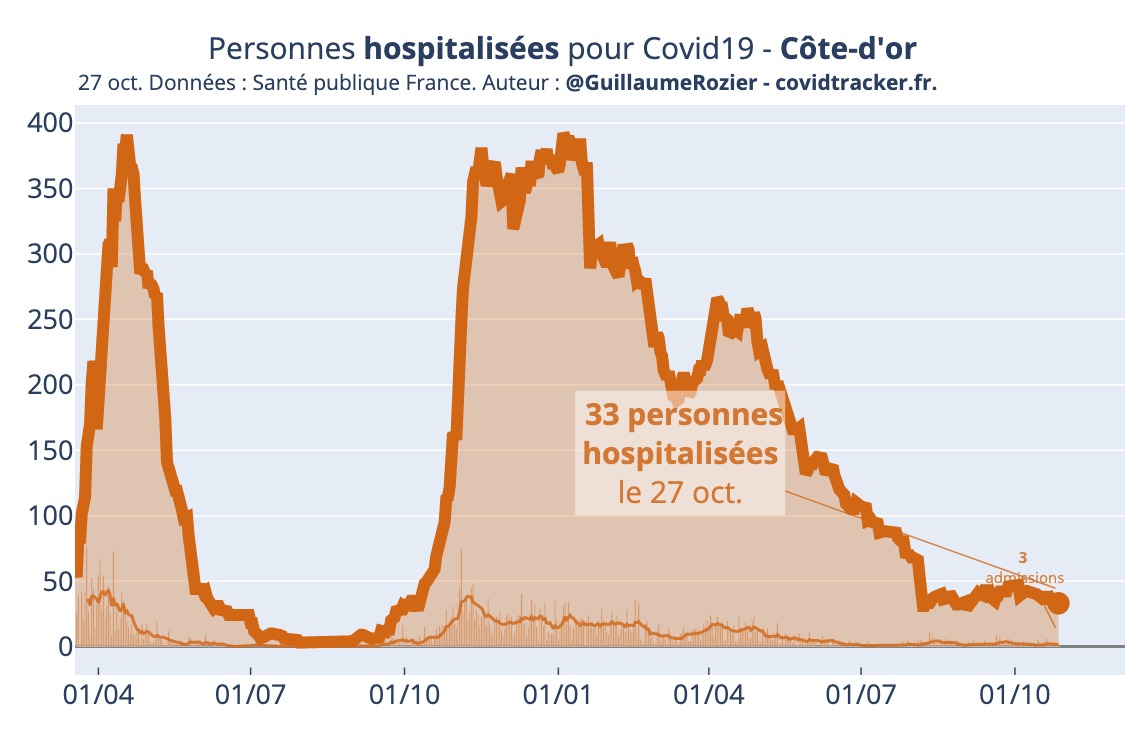 Personnes hospitalisées pour Covid19 - Côte-d'or
27 oct. Données : Santé publique France. Auteur : @GuillaumeRozier - covidtracker.fr.
400
350
300
250
200
150
100
50
0
33 personnes
hospitalisées
le 27 oct.
3
admissions
01/04
01/07
01/10
01/01
01/04
01/07
01/10